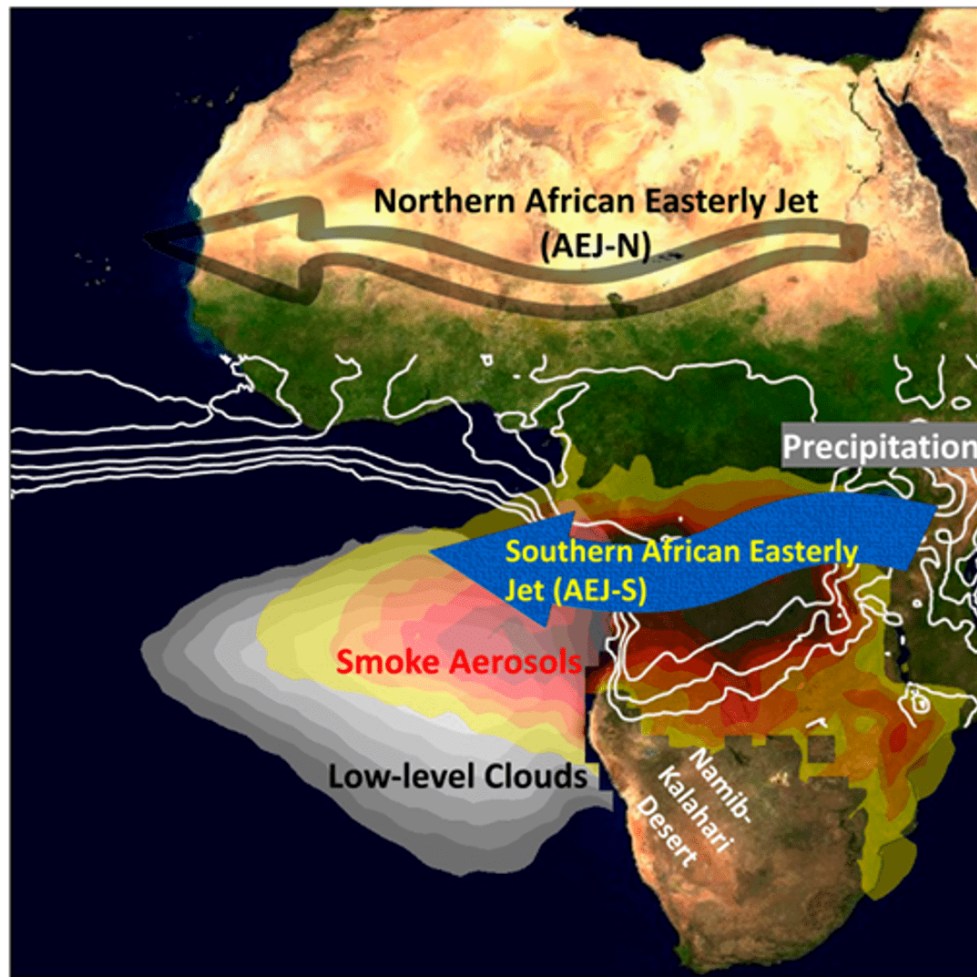 Northern African Easterly Jet
(AEJ-N)
Precipitation
Southern African Easterly
Jet (AEJ-S)
Smoke Aerosols
Low-level Clouds
Namib-
Kalahari
Desert